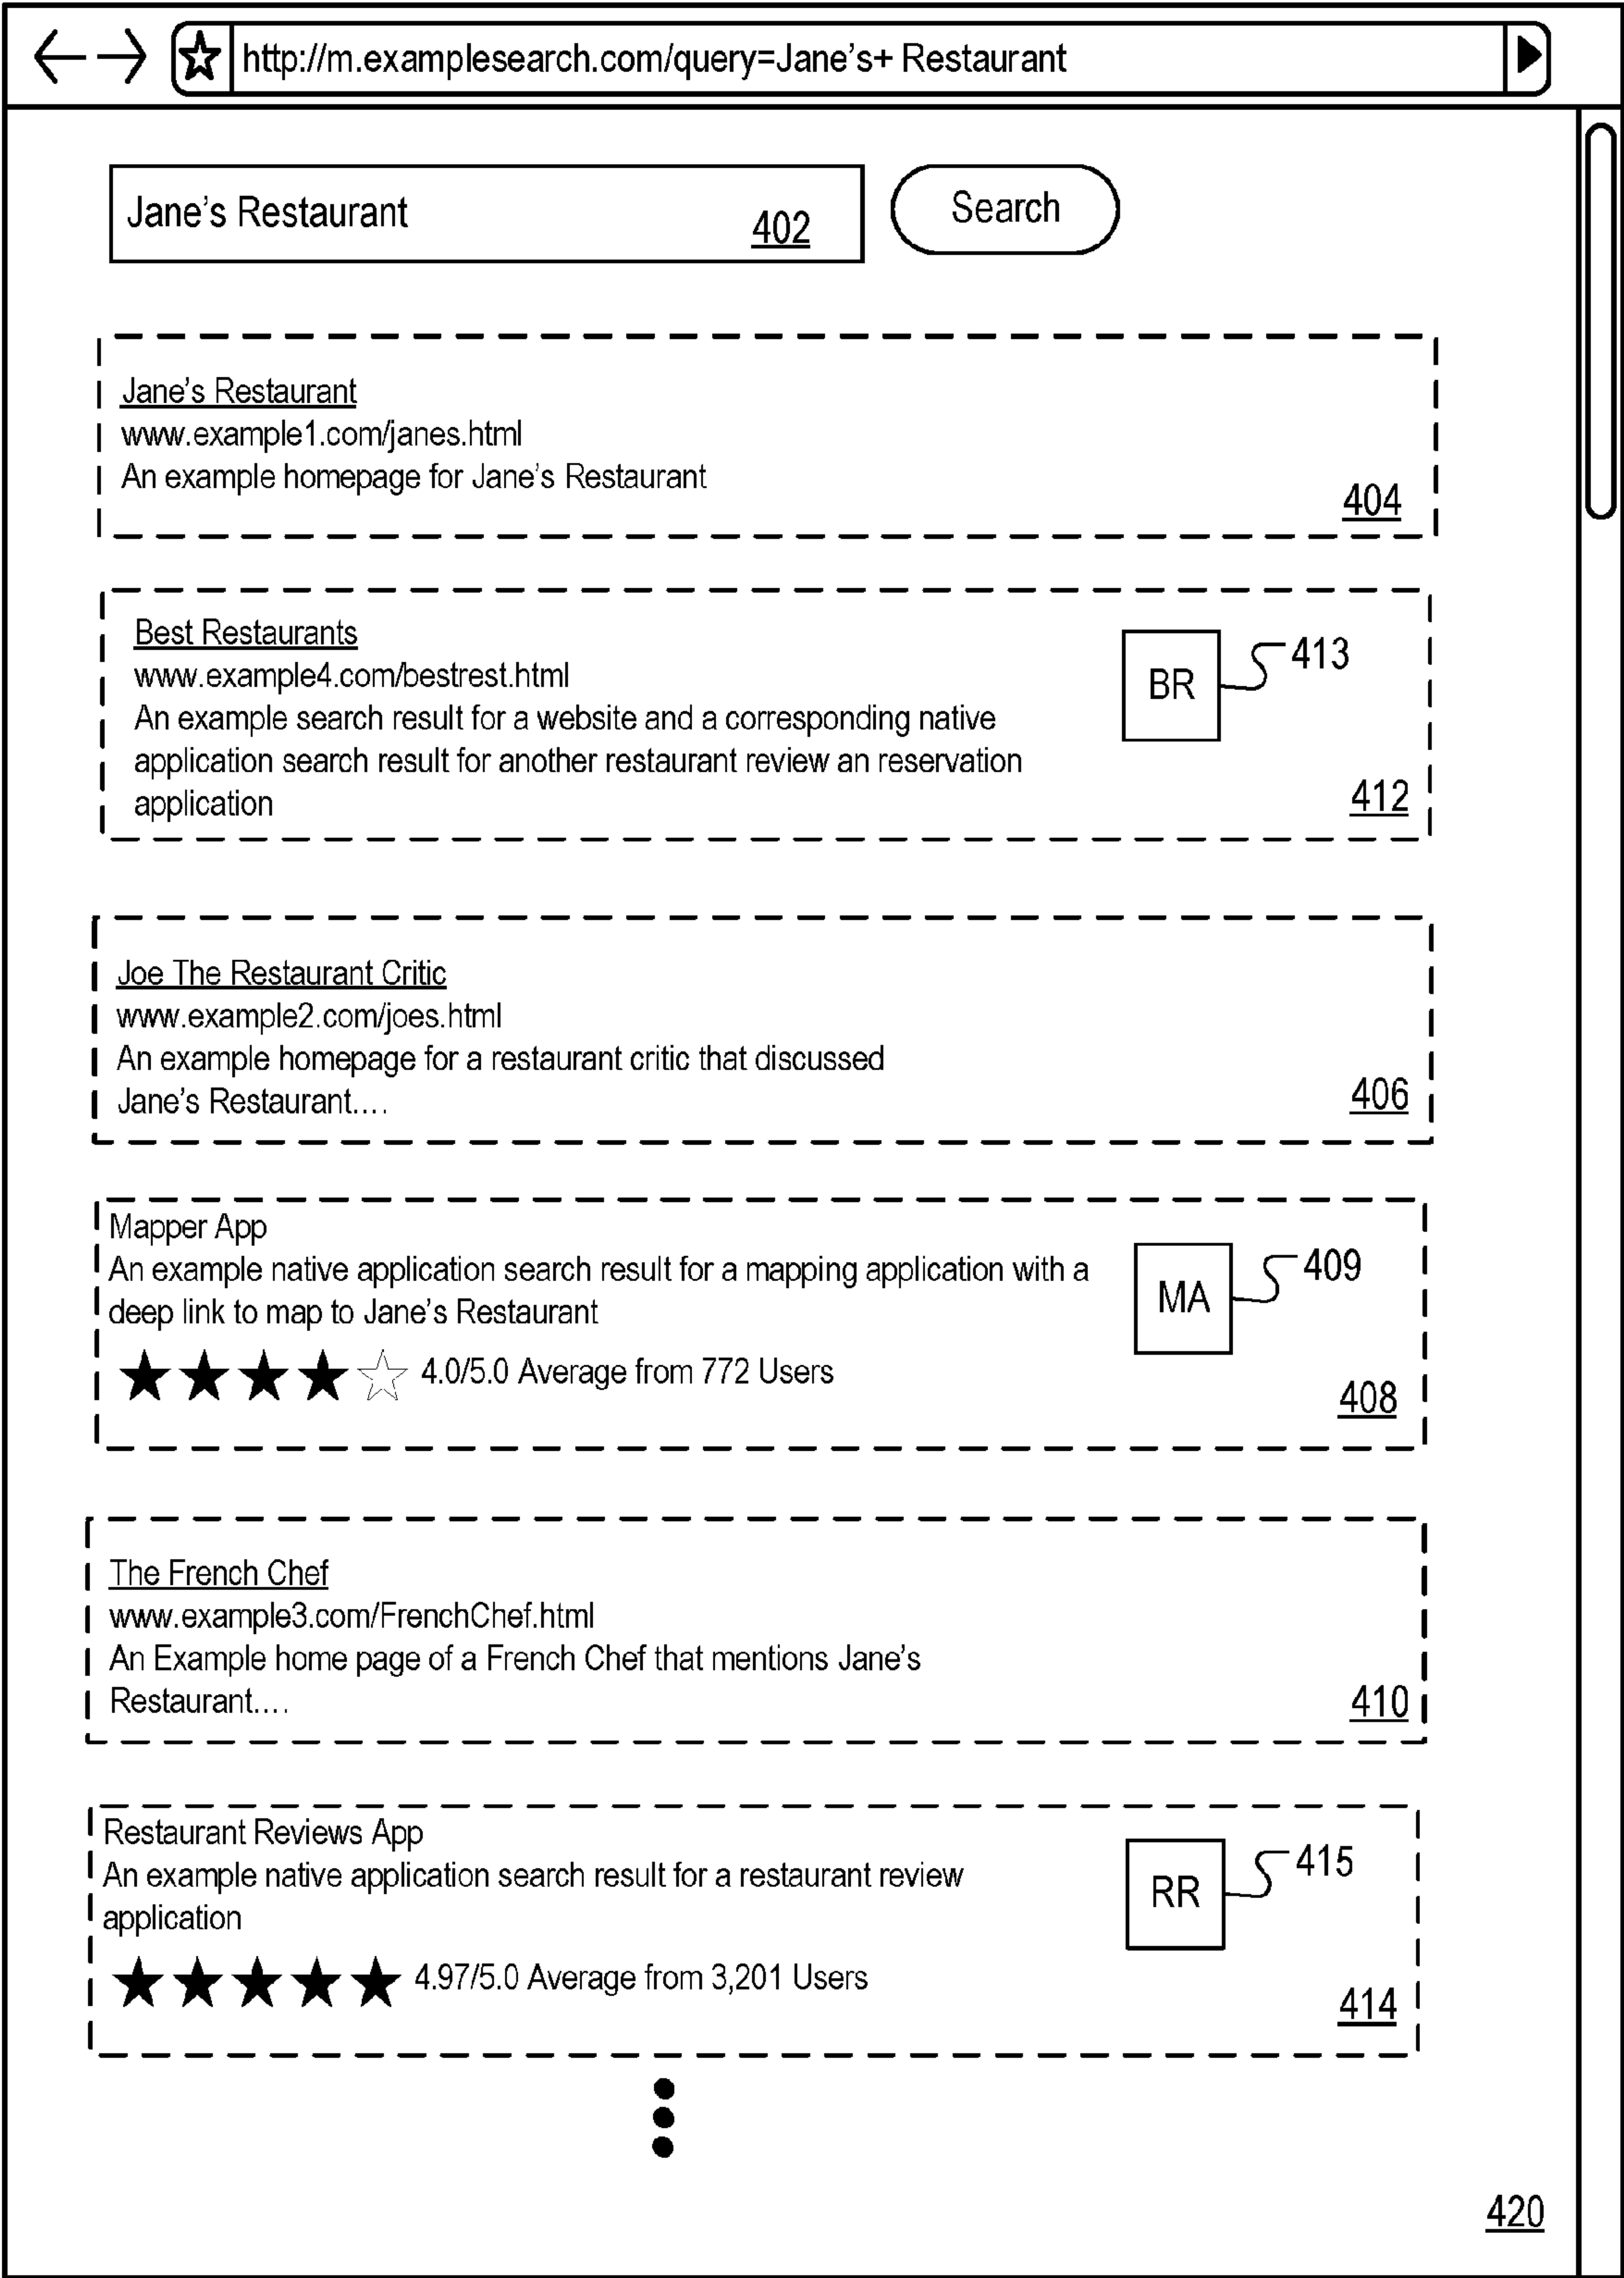 http://m.examplesearch.com/query=Jane's+ Restaurant
Jane's Restaurant 402
Search
Jane's Restaurant
www.example1.com/janes.html
An example homepage for Jane's Restaurant
404
Best Restaurants
www.example4.com/bestrest.html
An example search result for a website and a corresponding native
application search result for another restaurant review an reservation
application
BR
413
412
Joe The Restaurant Critic
www.example2.com/joes.html
An example homepage for a restaurant critic that discussed
Jane's Restaurant....
406
Mapper App
An example native application search result for a mapping application with a
deep link to map to Jane's Restaurant
4.0/5.0 Average from 772 Users
MA
409
408
The French Chef
www.example3.com/FrenchChef.html
An Example home page of a French Chef that mentions Jane's
Restaurant....
410
Restaurant Reviews App
An example native application search result for a restaurant review
application
4.97/5.0 Average from 3,201 Users
RR
415
414
420